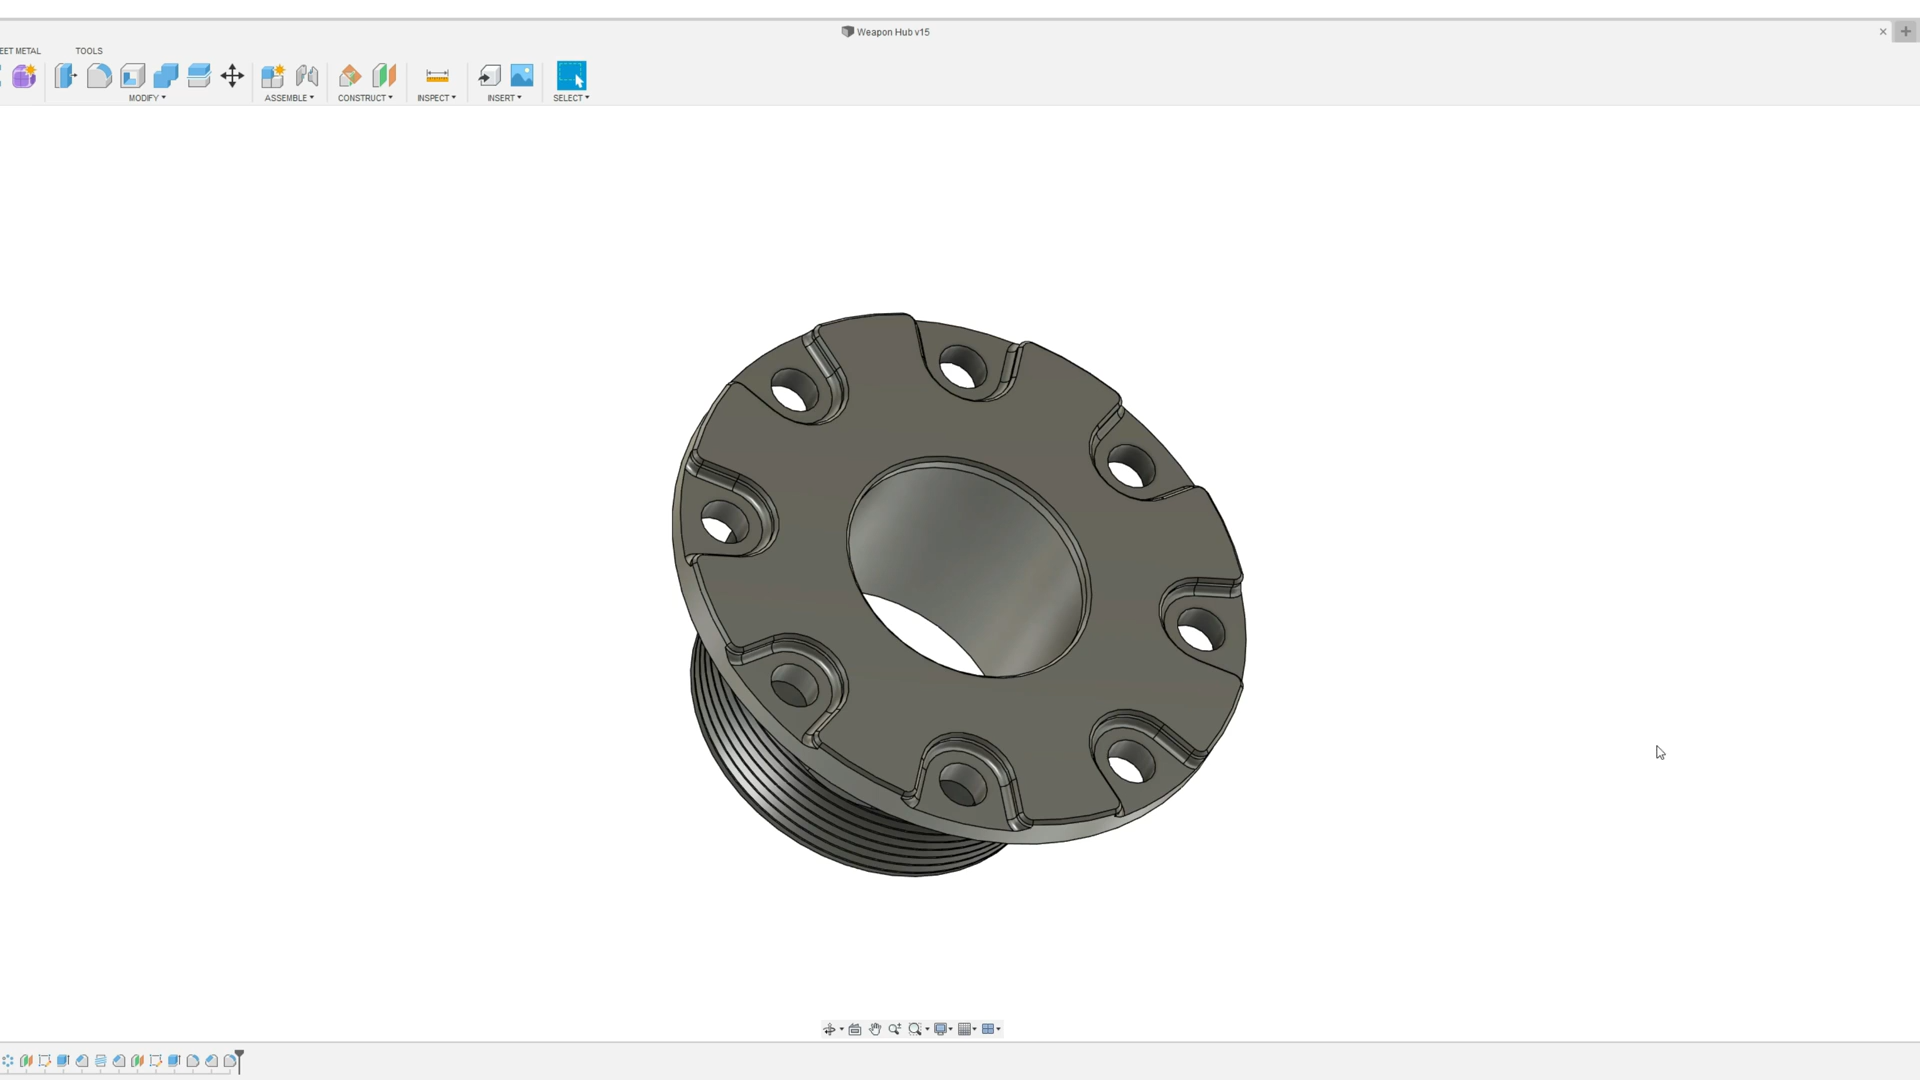 Weapon Hub v15
EET METAL TOOLS
MODIFY ASSEMBLE CONSTRUCT INSPECT INSERT SELECT